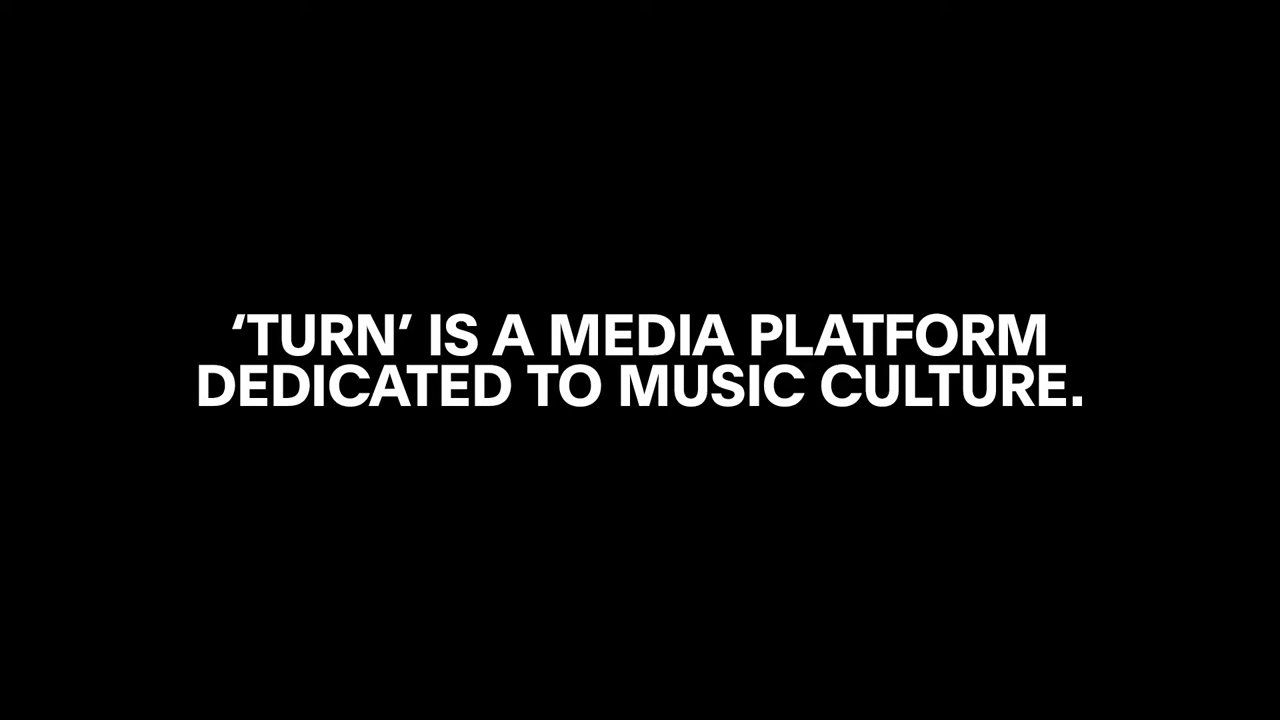 ‘TURN’ IS A MEDIA PLATFORM
DEDICATED TO MUSIC CULTURE.